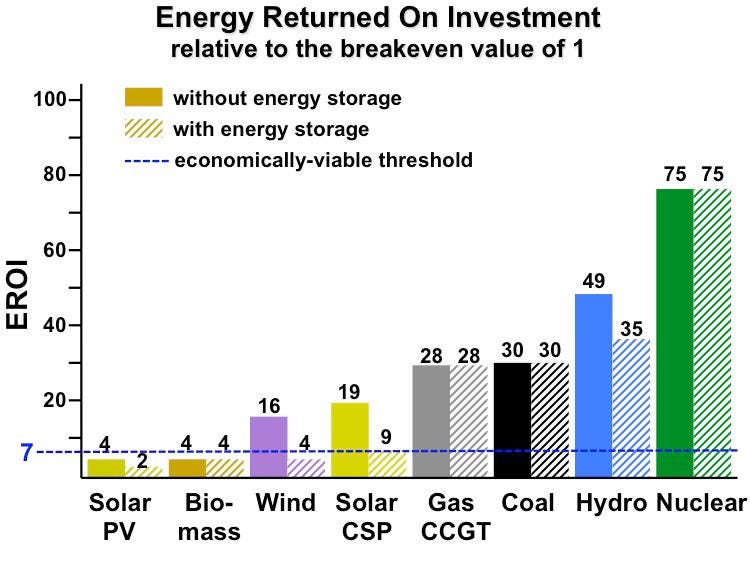 Energy Returned On Investment
relative to the breakeven value of 1
without energy storage
with energy storage
economically-viable threshold
EROI
100
80
60
40
20
7
4
2
4
4
16
4
19
9
28
28
30
30
49
35
75
75
Solar
PV
Bio-
mass
Wind
Solar
CSP
Gas
CCGT
Coal
Hydro
Nuclear